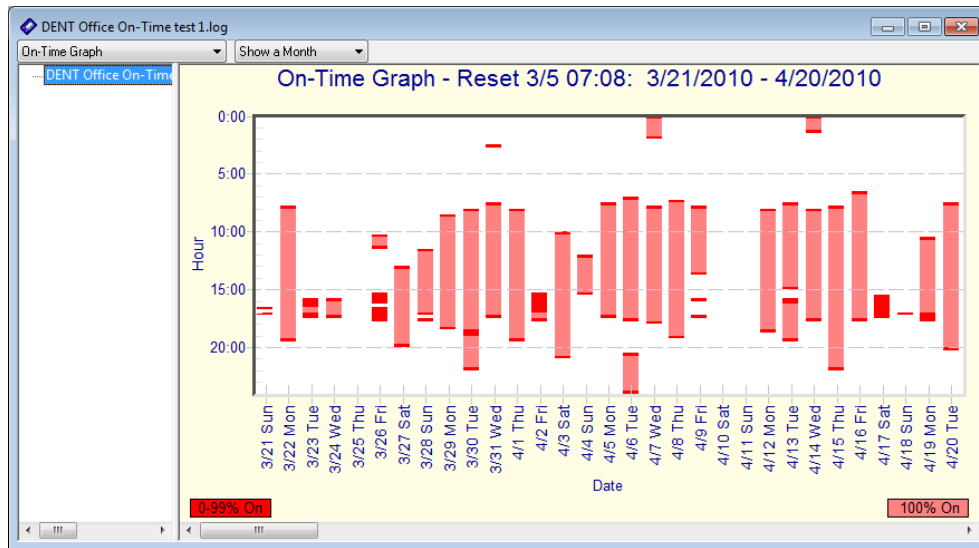 DENT Office On-Time test 1.log
On-Time Graph
Show a Month
DENT Office On-Time
On-Time Graph - Reset 3/5 07:08:  3/21/2010 - 4/20/2010
0:00
5:00
10:00
15:00
20:00
Hour
3/21 Sun
3/22 Mon
3/23 Tue
3/24 Wed
3/25 Thu
3/26 Fri
3/27 Sat
3/28 Sun
3/29 Mon
3/30 Tue
3/31 Wed
4/1 Thu
4/2 Fri
4/3 Sat
4/4 Sun
4/5 Mon
4/6 Tue
4/7 Wed
4/8 Thu
4/9 Fri
4/10 Sat
4/11 Sun
4/12 Mon
4/13 Tue
4/14 Wed
4/15 Thu
4/16 Fri
4/17 Sat
4/18 Sun
4/19 Mon
4/20 Tue
Date
0-99% On
100% On